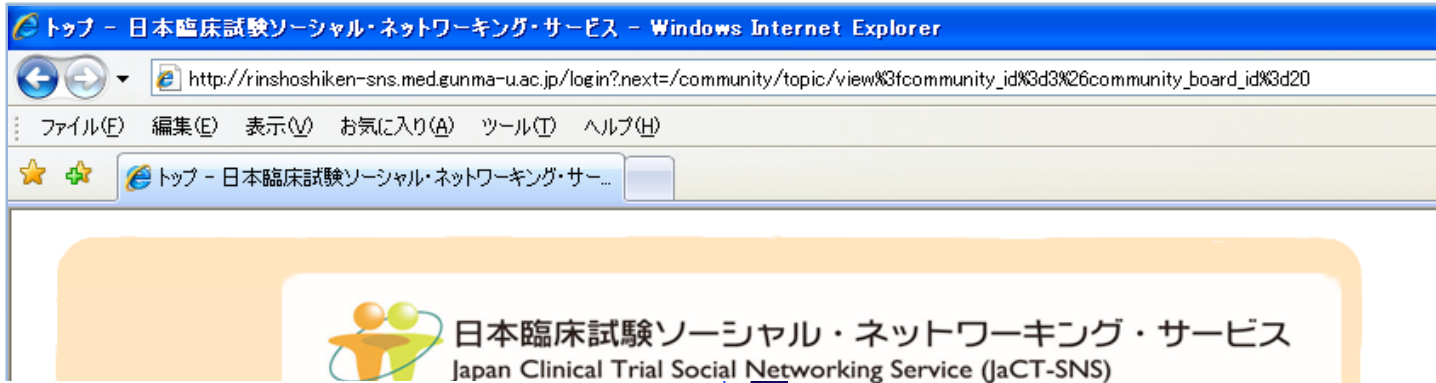 トップ - 日本臨床試験ソーシャル・ネットワーキング・サービス - Windows Internet Explorer
http://rinshoshiken-sns.med.gunma-u.ac.jp/login?next=/community/topic/view%3fcommunity_id%3d3%26community_board_id%3d20
ファイル(F) 編集(E) 表示(V) お気に入り(A) ツール(T) ヘルプ(H)
トップ - 日本臨床試験ソーシャル・ネットワーキング・サー...
日本臨床試験ソーシャル・ネットワーキング・サービス
Japan Clinical Trial Social Networking Service (JaCT-SNS)